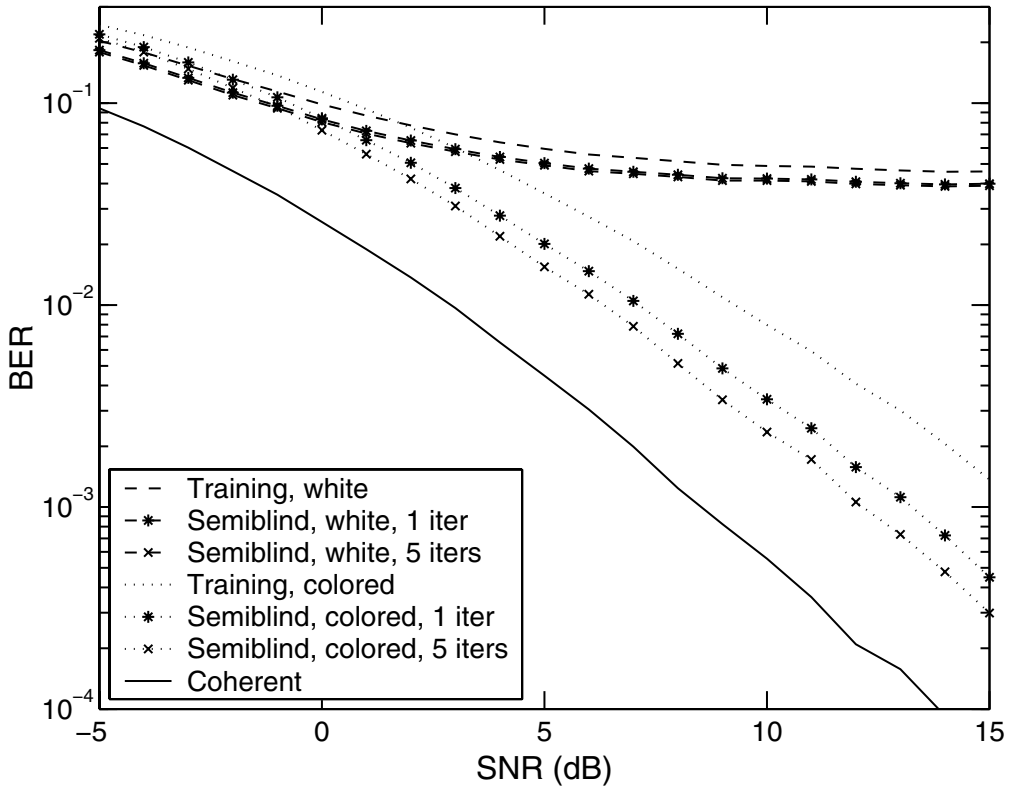 10^-1
10^-2
10^-3
10^-4
BER
Training, white
Semiblind, white, 1 iter
Semiblind, white, 5 iters
Training, colored
Semiblind, colored, 1 iter
Semiblind, colored, 5 iters
Coherent
−5 0 5 10 15
SNR (dB)